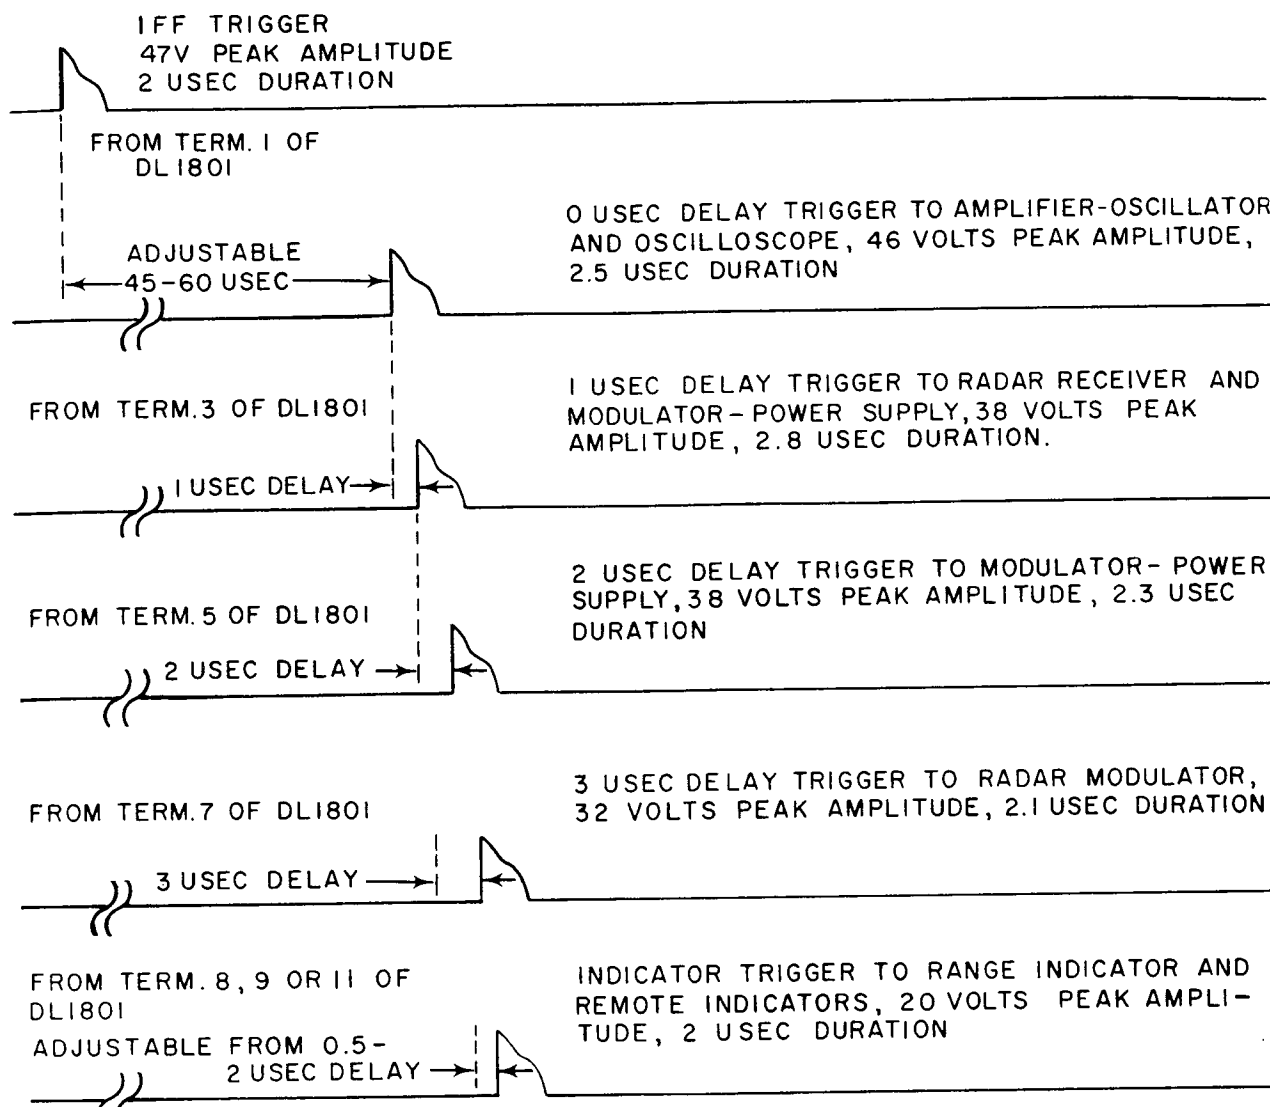 IFF TRIGGER
47V PEAK AMPLITUDE
2 USEC DURATION
FROM TERM. 1 OF
DL1801
0 USEC DELAY TRIGGER TO AMPLIFIER-OSCILLATOR
AND OSCILLOSCOPE, 46 VOLTS PEAK AMPLITUDE,
2.5 USEC DURATION
ADJUSTABLE
45-60 USEC
FROM TERM.3 OF DL1801
1 USEC DELAY TRIGGER TO RADAR RECEIVER AND
MODULATOR-POWER SUPPLY, 38 VOLTS PEAK
AMPLITUDE, 2.8 USEC DURATION.
1 USEC DELAY
FROM TERM.5 OF DL1801
2 USEC DELAY TRIGGER TO MODULATOR-POWER
SUPPLY, 38 VOLTS PEAK AMPLITUDE, 2.3 USEC
DURATION
2 USEC DELAY
FROM TERM.7 OF DL1801
3 USEC DELAY TRIGGER TO RADAR MODULATOR,
32 VOLTS PEAK AMPLITUDE, 2.1 USEC DURATION
3 USEC DELAY
FROM TERM. 8, 9 OR 11 OF
DL1801
INDICATOR TRIGGER TO RANGE INDICATOR AND
REMOTE INDICATORS, 20 VOLTS PEAK AMPLI-
TUDE, 2 USEC DURATION
ADJUSTABLE FROM 0.5-
2 USEC DELAY